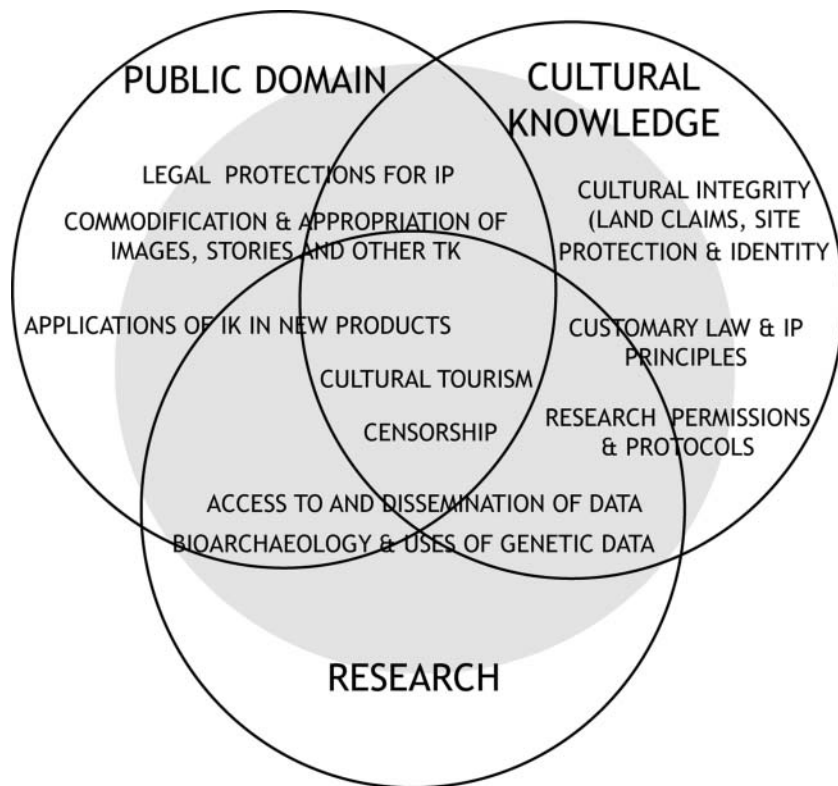 PUBLIC DOMAIN
CULTURAL
KNOWLEDGE
LEGAL PROTECTIONS FOR IP
COMMODIFICATION & APPROPRIATION OF
IMAGES, STORIES AND OTHER TK
CULTURAL INTEGRITY
(LAND CLAIMS, SITE
PROTECTION & IDENTITY
APPLICATIONS OF IK IN NEW PRODUCTS
CUSTOMARY LAW & IP
PRINCIPLES
CULTURAL TOURISM
CENSORSHIP
RESEARCH PERMISSIONS
& PROTOCOLS
ACCESS TO AND DISSEMINATION OF DATA
BIOARCHAEOLOGY & USES OF GENETIC DATA
RESEARCH